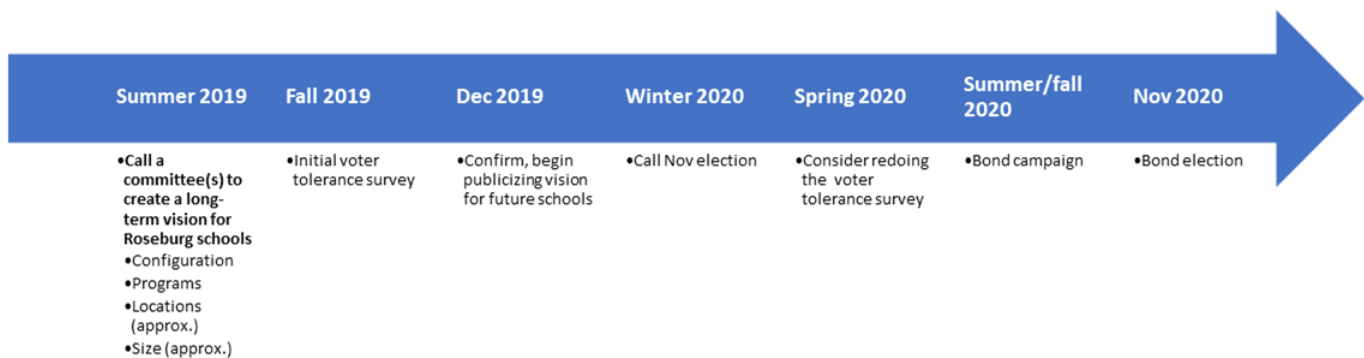 Summer 2019
Fall 2019
Dec 2019
Winter 2020
Spring 2020
Summer/fall
2020
Nov 2020
•Call a
committee(s) to
create a long-
term vision for
Roseburg schools
•Configuration
•Programs
•Locations
(approx.)
•Size (approx.)
•Initial voter
tolerance survey
•Confirm, begin
publicizing vision
for future schools
•Call Nov election
•Consider redoing
the voter
tolerance survey
•Bond campaign
•Bond election